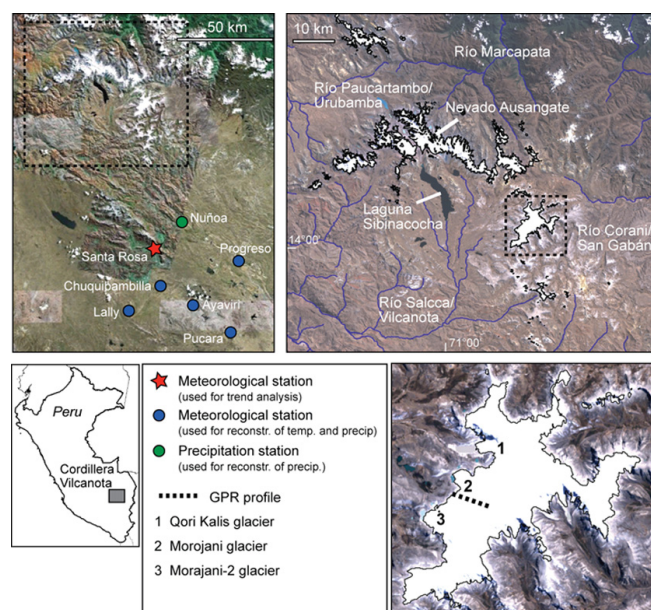 50 km
Nuñoa
Santa Rosa
Progreso
Chuquibambilla
Ayaviri
Lally
Pucara
10 km
Río Marcapata
Río Paucartambo/
Urubamba
Nevado Ausangate
Laguna
Sibinacocha
14°00'
Río Corani/
San Gabán
Río Salcca/
Vilcanota
71°00'
Peru
Cordillera
Vilcanota
Meteorological station
(used for trend analysis)
Meteorological station
(used for reconstr. of temp. and precip)
Precipitation station
(used for reconstr. of precip.)
GPR profile
1 Qori Kalis glacier
2 Morojani glacier
3 Morajani-2 glacier
1
2
3